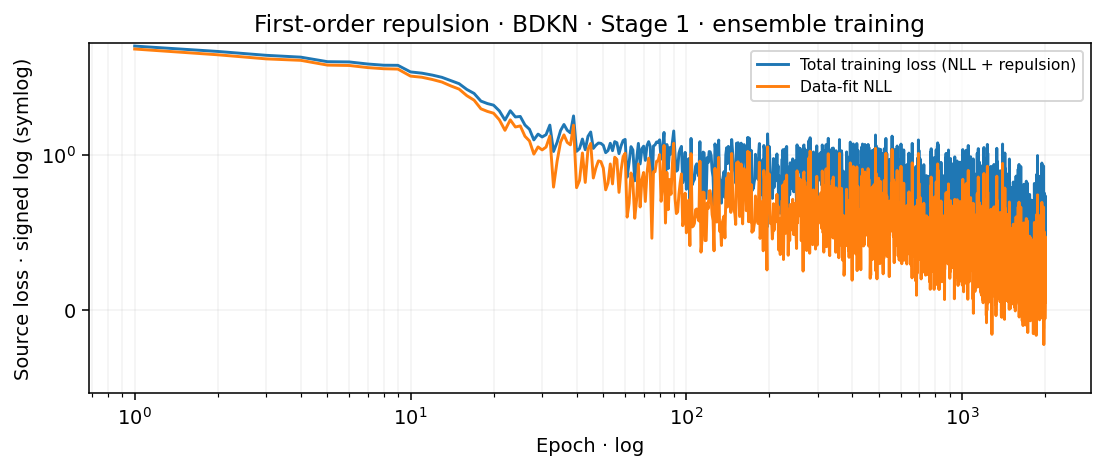 First-order repulsion · BDKN · Stage 1 · ensemble training
Total training loss (NLL + repulsion)
Data-fit NLL
Source loss · signed log (symlog)
10⁰
0
10⁰ 10¹ 10² 10³
Epoch · log